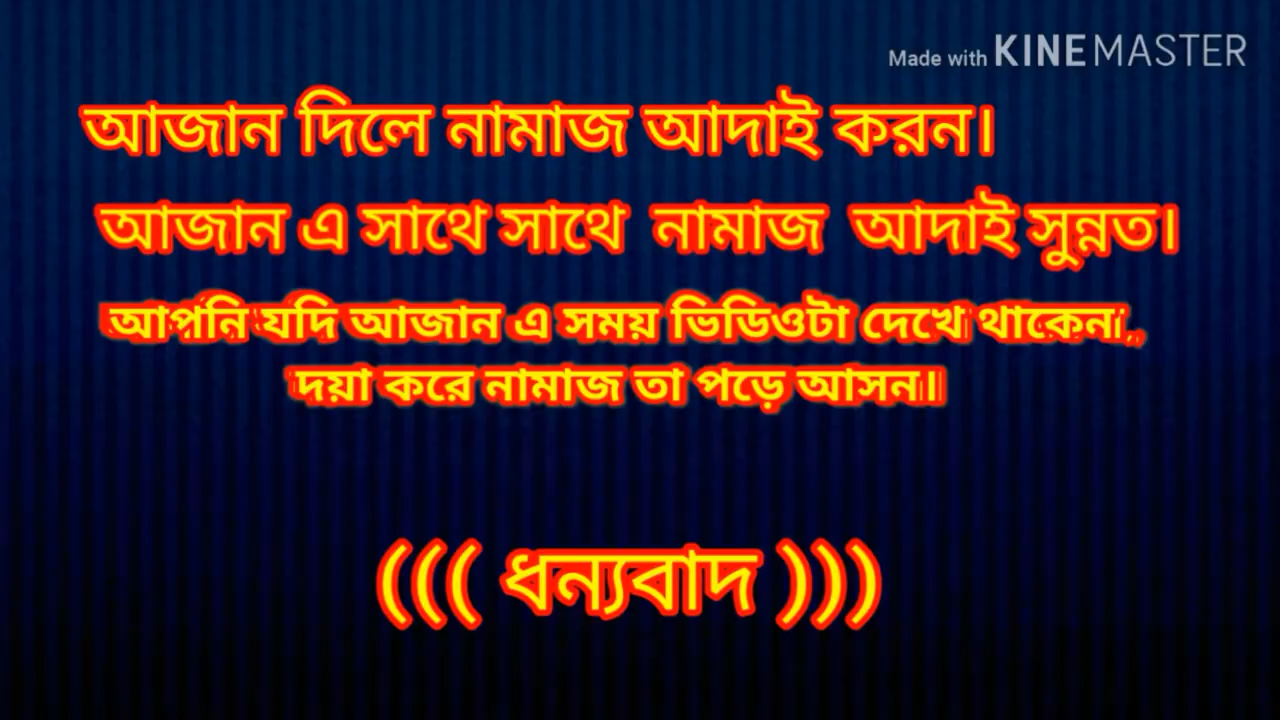 Made with KINEMASTER
আজান দিলে নামাজ আদাই করন।
আজান এ সাথে সাথে নামাজ আদাই সুন্নত।
আপনি যদি আজান এ সময় ভিডিওটা দেখে থাকেন,
দয়া করে নামাজ তা পড়ে আসন।
((( ধন্যবাদ )))